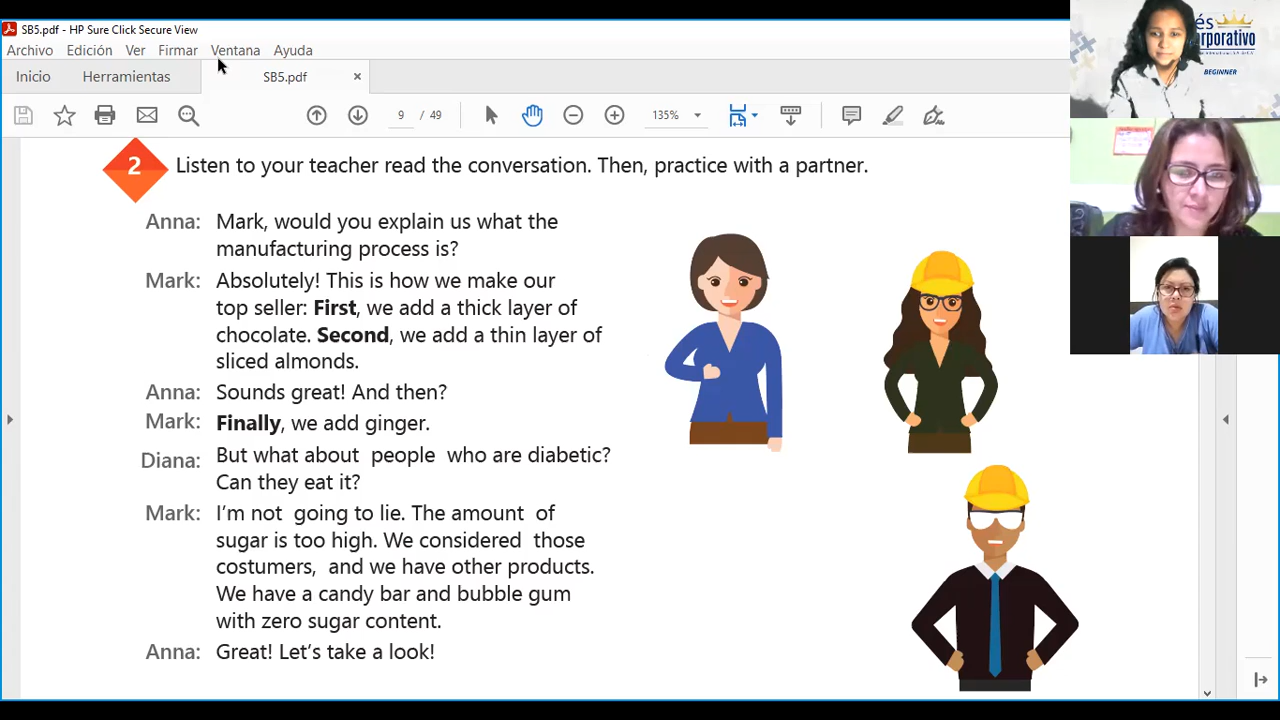 SB5.pdf - HP Sure Click Secure View
Archivo Edición Ver Firmar Ventana Ayuda
Inicio Herramientas SB5.pdf ×
9 / 49 135%
2 Listen to your teacher read the conversation. Then, practice with a partner.
Anna: Mark, would you explain us what the
manufacturing process is?
Mark: Absolutely! This is how we make our
top seller: First, we add a thick layer of
chocolate. Second, we add a thin layer of
sliced almonds.
Anna: Sounds great! And then?
Mark: Finally, we add ginger.
Diana: But what about people who are diabetic?
Can they eat it?
Mark: I'm not going to lie. The amount of
sugar is too high. We considered those
costumers, and we have other products.
We have a candy bar and bubble gum
with zero sugar content.
Anna: Great! Let's take a look!
és
orporativo
BEGINNER